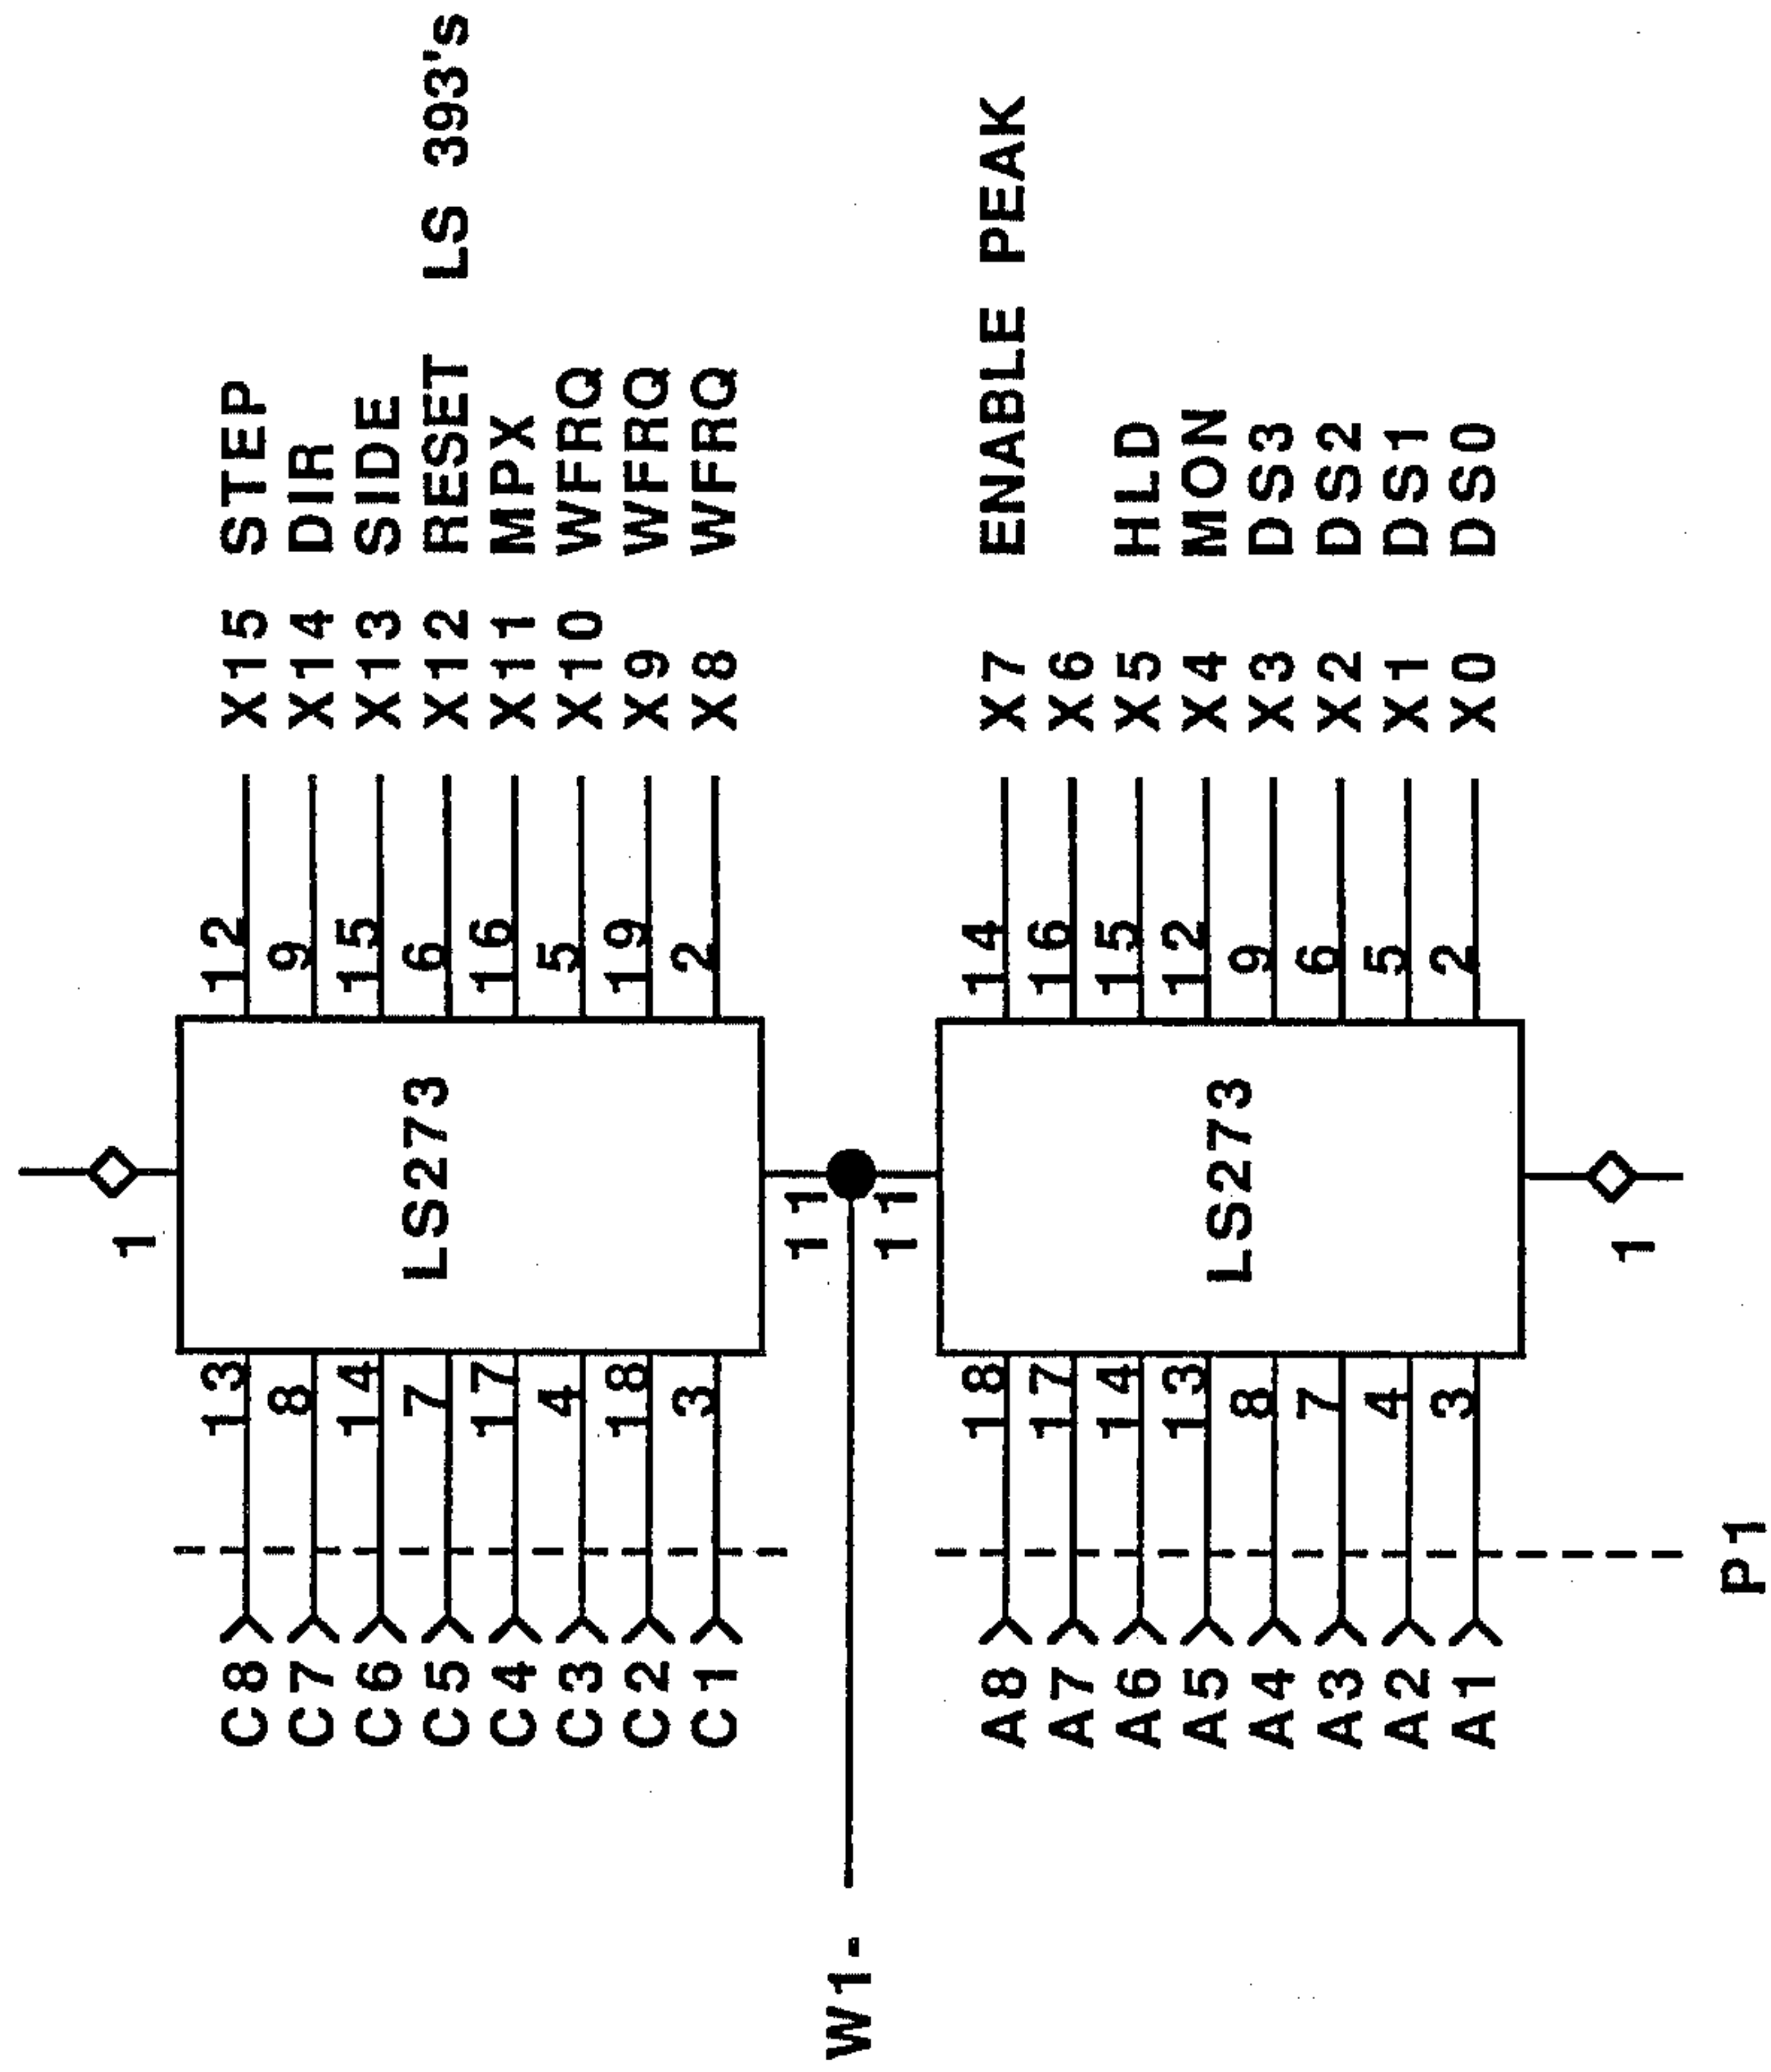 1
C8 13 12 X15 STEP
C7 8 9 X14 DIR
C6 14 15 X13 SIDE
LS273
C5 7 6 X12 RESET LS 393's
C4 17 16 X11 MPX
C3 4 5 X10 WFRQ
C2 18 19 X9 WFRQ
C1 3 2 X8 WFRQ
11
W1-
11
A8 18 14 X7 ENABLE PEAK
A7 17 16 X6
A6 14 15 X5 HLD
A5 13 12 X4 MON
LS273
A4 8 9 X3 DS3
A3 7 6 X2 DS2
A2 4 5 X1 DS1
A1 3 2 X0 DS0
1
P1